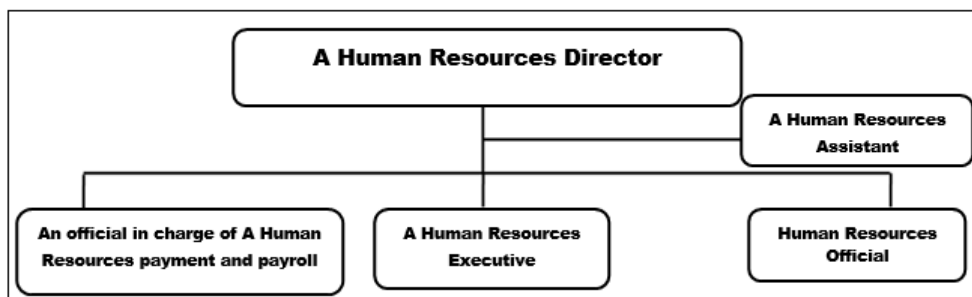 A Human Resources Director
A Human Resources
Assistant
An official in charge of A Human
Resources payment and payroll
A Human Resources
Executive
Human Resources
Official